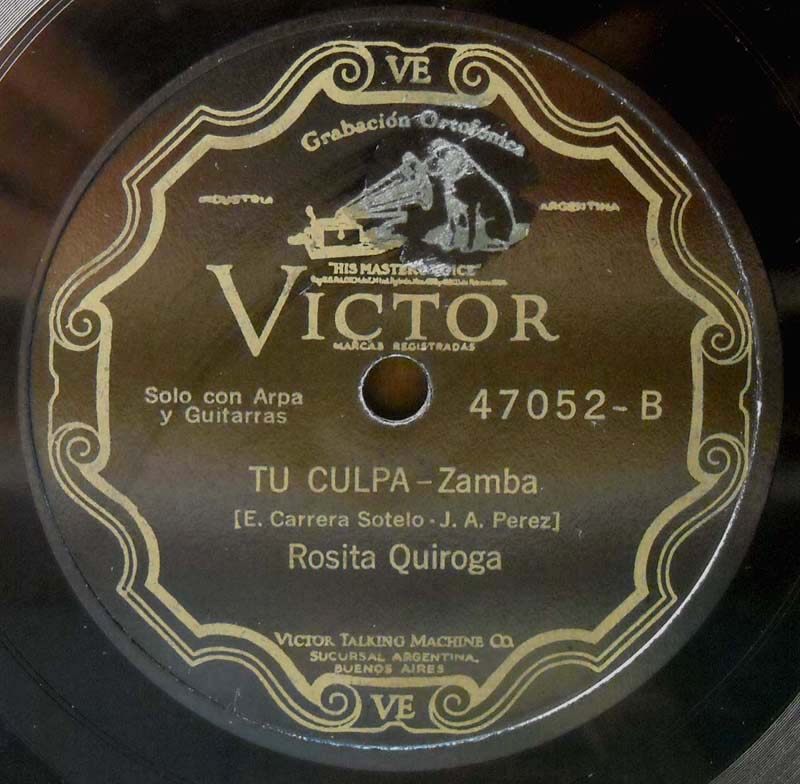 VE
Grabación Ortofónica
INDUSTRIA ARGENTINA
"HIS MASTER'S VOICE"
VICTOR
MARCAS REGISTRADAS
Solo con Arpa
y Guitarras
47052-B
TU CULPA - Zamba
[E. Carrera Sotelo - J. A. Perez]
Rosita Quiroga
VICTOR TALKING MACHINE CO.
SUCURSAL ARGENTINA,
BUENOS AIRES
VE